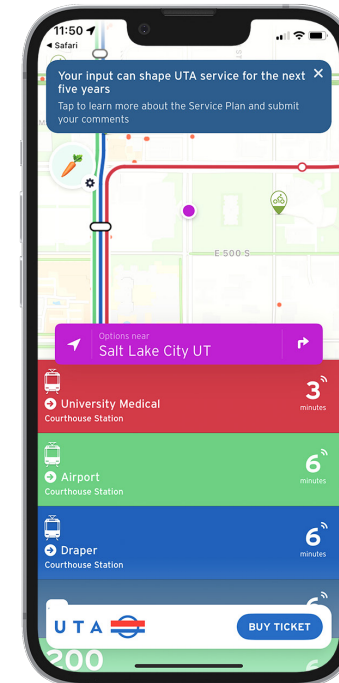 11:50
◄ Safari
Your input can shape UTA service for the next
five years
Tap to learn more about the Service Plan and submit
your comments
E 500 S
Options near
Salt Lake City UT
3
University Medical
minutes
Courthouse Station
6
Airport
minutes
Courthouse Station
6
Draper
minutes
Courthouse Station
UTA
BUY TICKET
200